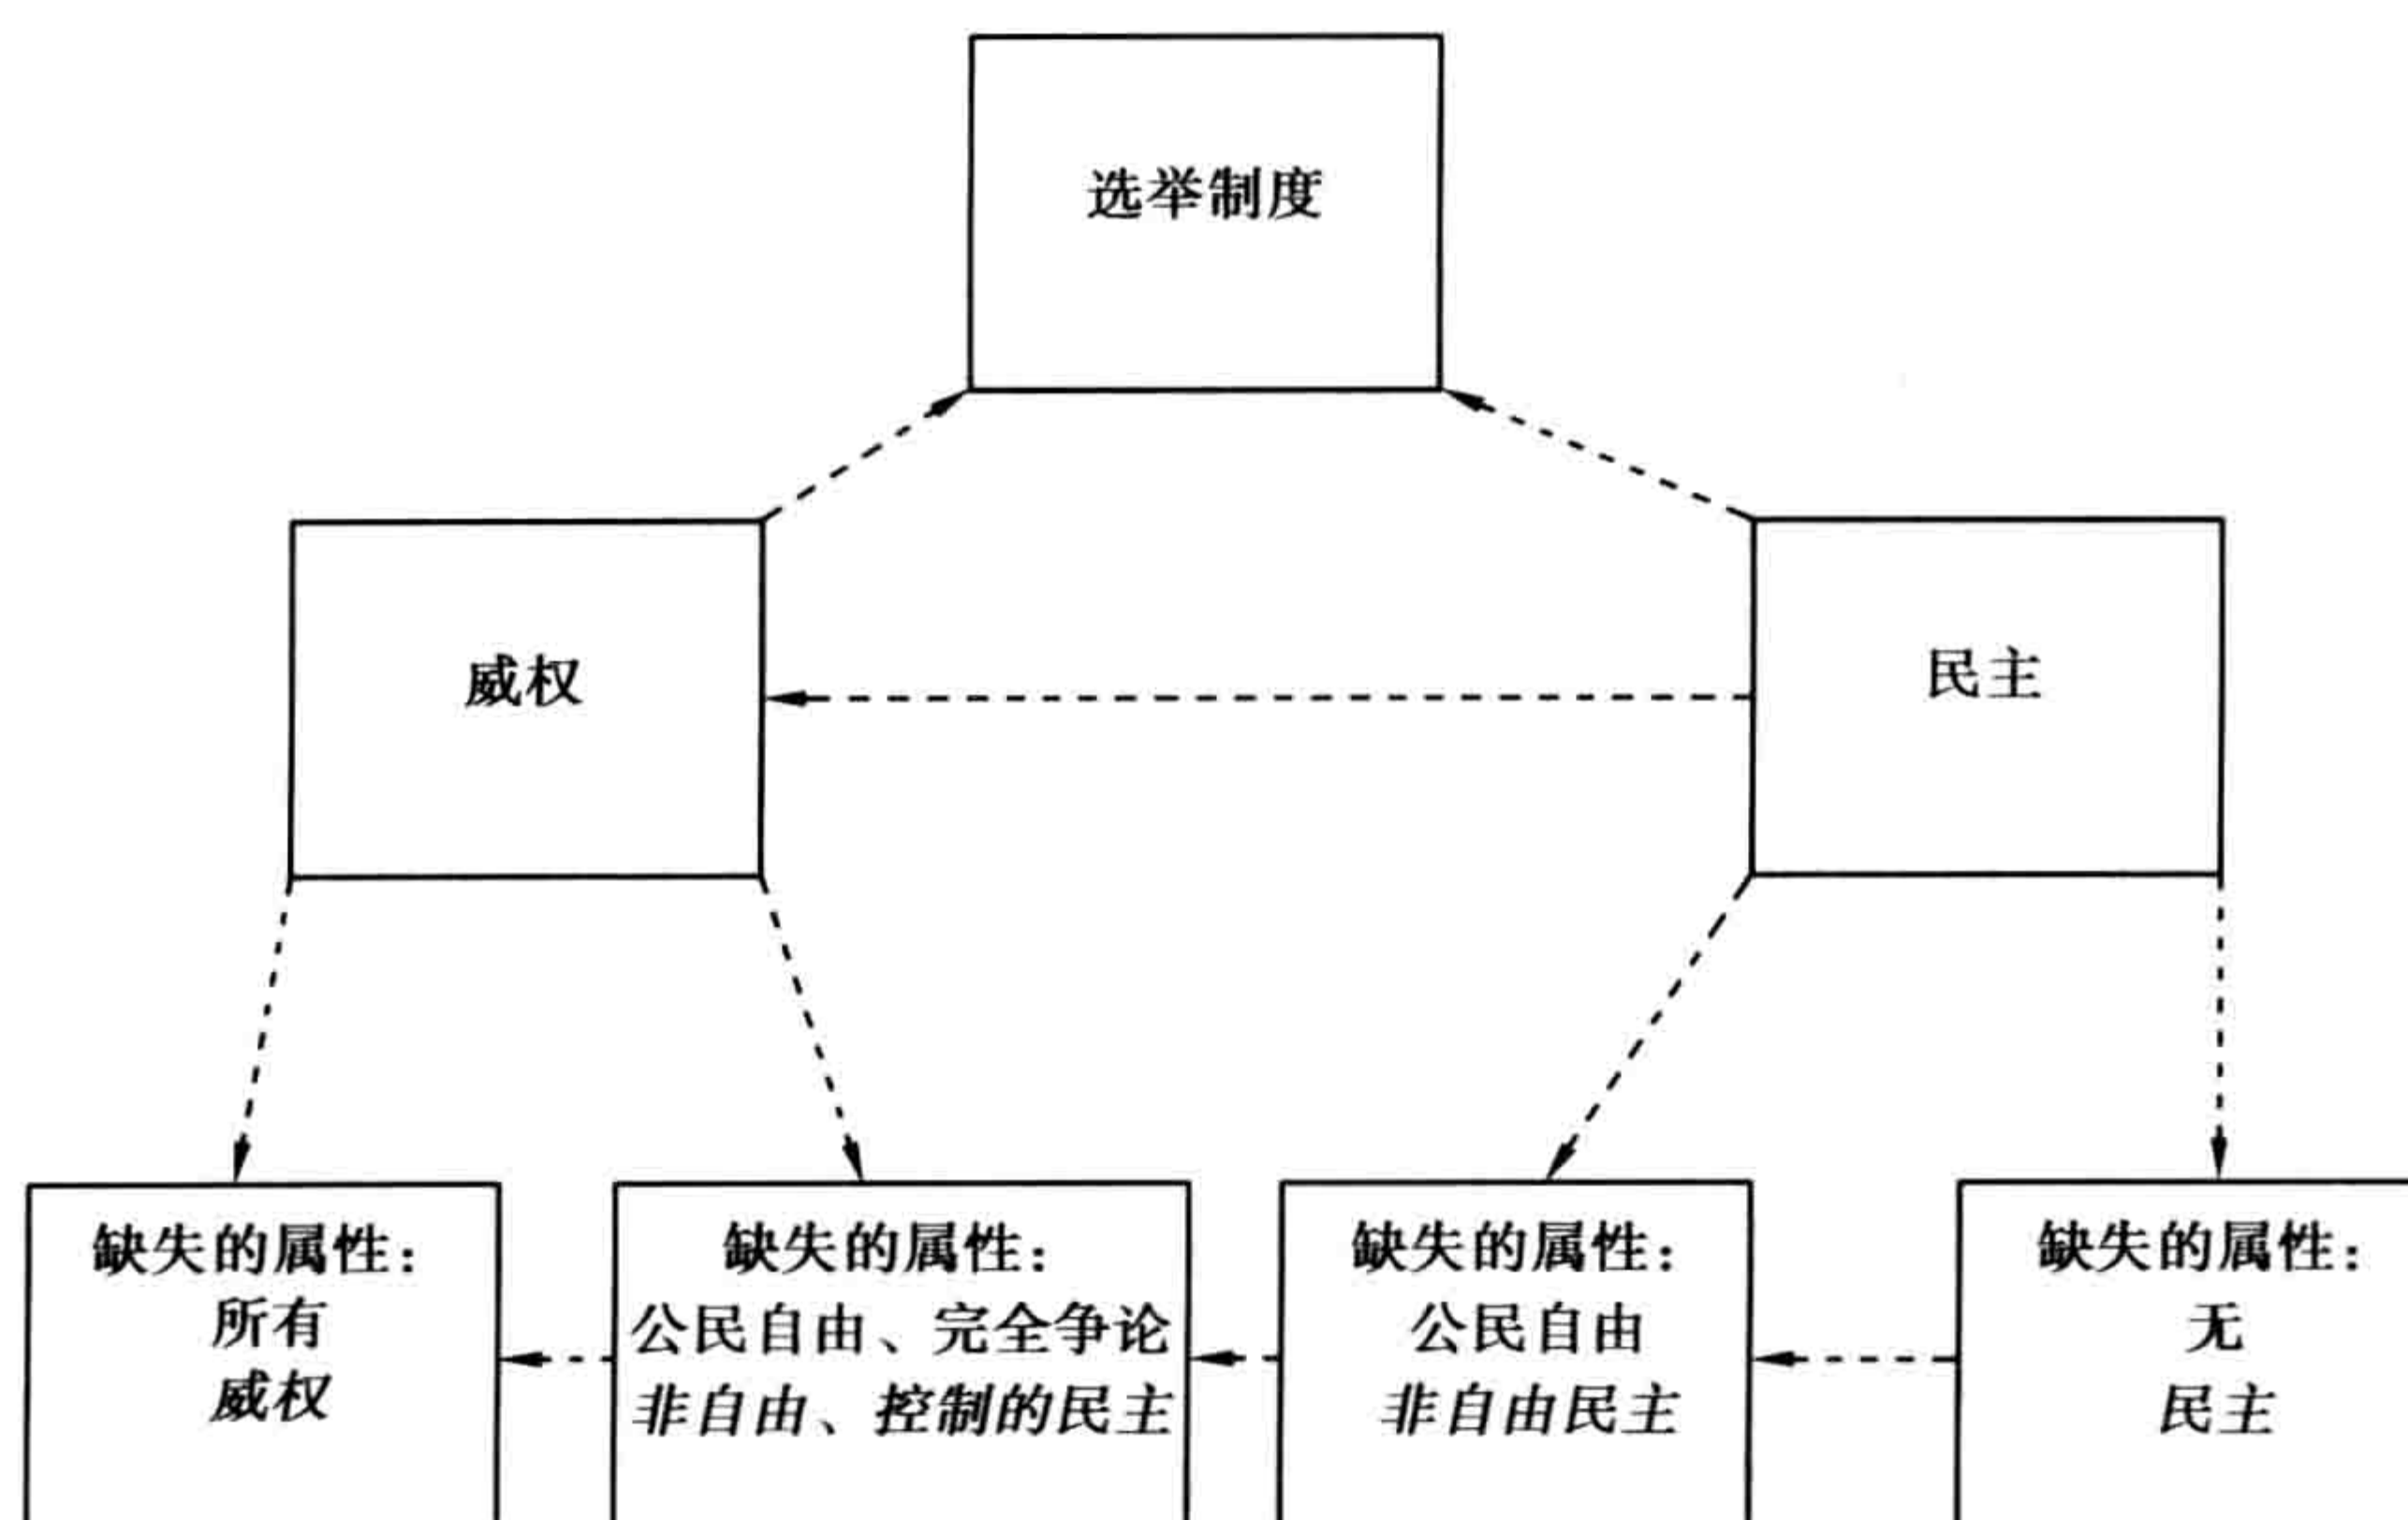 选举制度
威权
民主
缺失的属性：
所有
威权
缺失的属性：
公民自由、完全争论
非自由、控制的民主
缺失的属性：
公民自由
非自由民主
缺失的属性：
无
民主